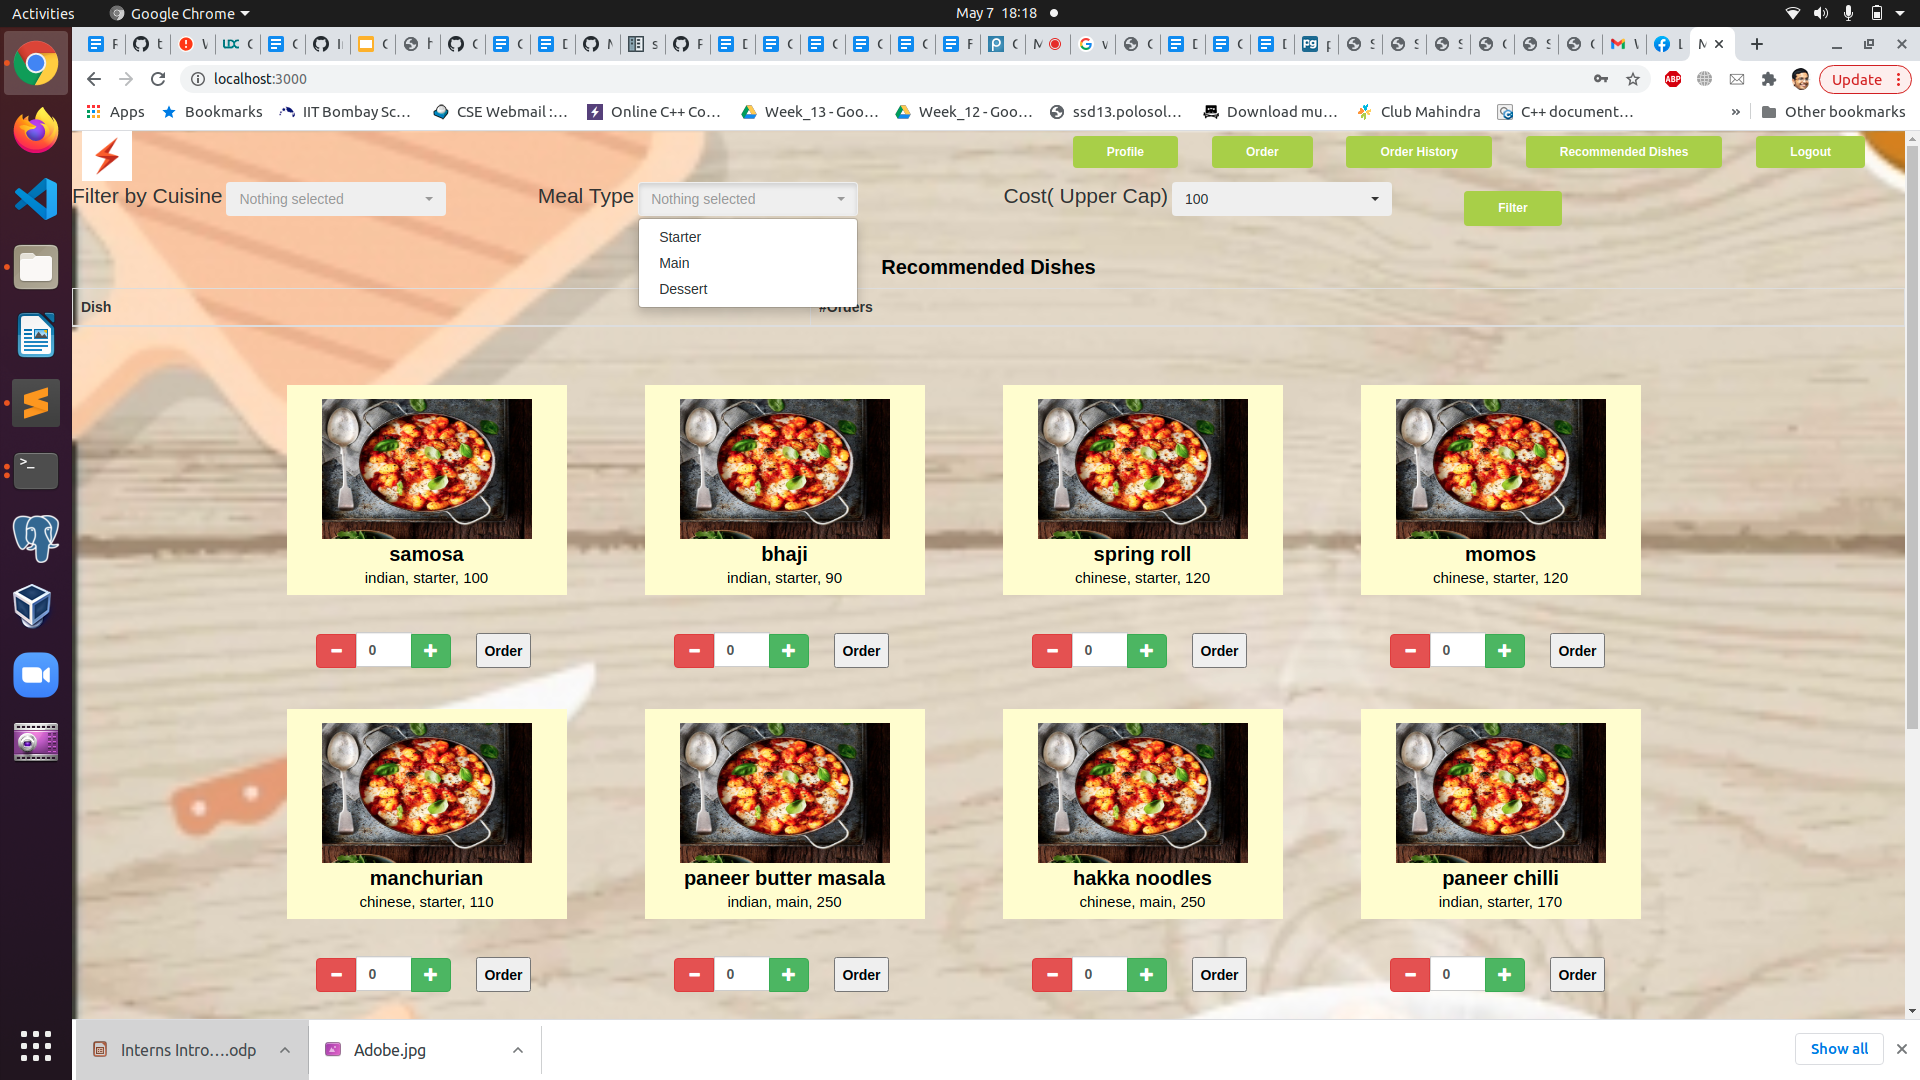 Activities Google Chrome May 7 18:18
localhost:3000 Update
Apps Bookmarks IIT Bombay Sc… CSE Webmail :… Online C++ Co… Week_13 - Goo… Week_12 - Goo… ssd13.polosol… Download mu… Club Mahindra C++ document… » Other bookmarks
Profile Order Order History Recommended Dishes Logout
Filter by Cuisine Nothing selected Meal Type Nothing selected Cost( Upper Cap) 100 Filter
Starter
Main
Dessert
Recommended Dishes
Dish #Orders
samosa bhaji spring roll momos
indian, starter, 100 indian, starter, 90 chinese, starter, 120 chinese, starter, 120
0 Order 0 Order 0 Order 0 Order
manchurian paneer butter masala hakka noodles paneer chilli
chinese, starter, 110 indian, main, 250 chinese, main, 250 indian, starter, 170
0 Order 0 Order 0 Order 0 Order
Interns Intro….odp Adobe.jpg Show all